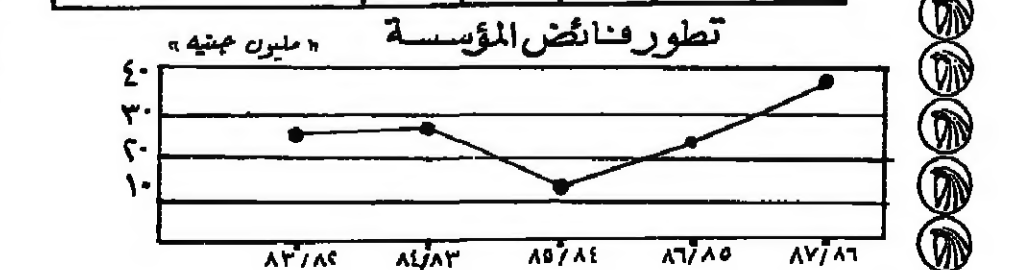 تطور فائض المؤسسة
« مليون جنيه »
٤٠
٣٠
٢٠
١٠
٨٣/٨٢ ٨٤/٨٣ ٨٥/٨٤ ٨٦/٨٥ ٨٧/٨٦